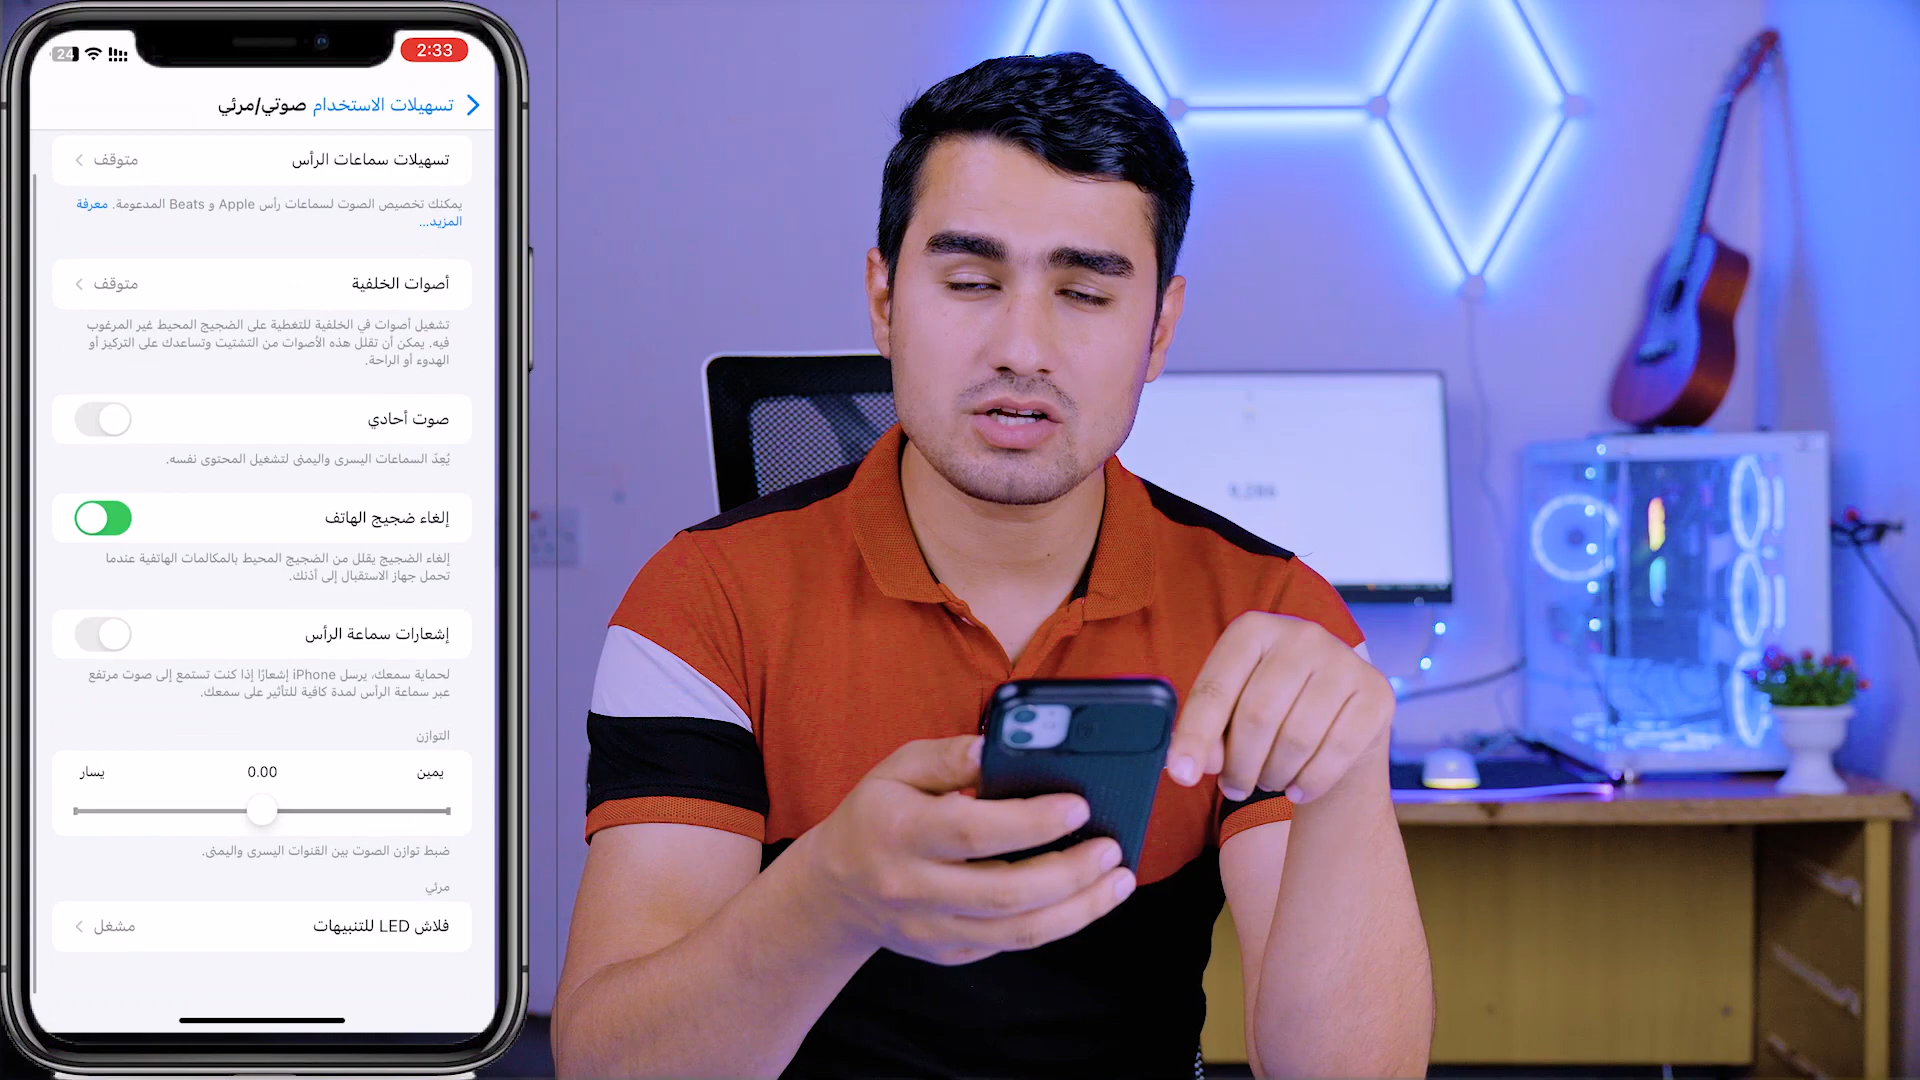 24
2:33
تسهيلات الاستخدام صوتي/مرئي
تسهيلات سماعات الرأس متوقف
يمكنك تخصيص الصوت لسماعات رأس Apple و Beats المدعومة. معرفة
المزيد...
أصوات الخلفية متوقف
تشغيل أصوات في الخلفية للتغطية على الضجيج المحيط غير المرغوب
فيه. يمكن أن تقلل هذه الأصوات من التشتيت وتساعدك على التركيز أو
الهدوء أو الراحة.
صوت أحادي
يُعِدّ السماعات اليسرى واليمنى لتشغيل المحتوى نفسه.
إلغاء ضجيج الهاتف
إلغاء الضجيج يقلل من الضجيج المحيط بالمكالمات الهاتفية عندما
تحمل جهاز الاستقبال إلى أذنك.
إشعارات سماعة الرأس
لحماية سمعك، يرسل iPhone إشعارًا إذا كنت تستمع إلى صوت مرتفع
عبر سماعة الرأس لمدة كافية للتأثير على سمعك.
التوازن
يمين 0.00 يسار
ضبط توازن الصوت بين القنوات اليسرى واليمنى.
مرئي
فلاش LED للتنبيهات مشغل